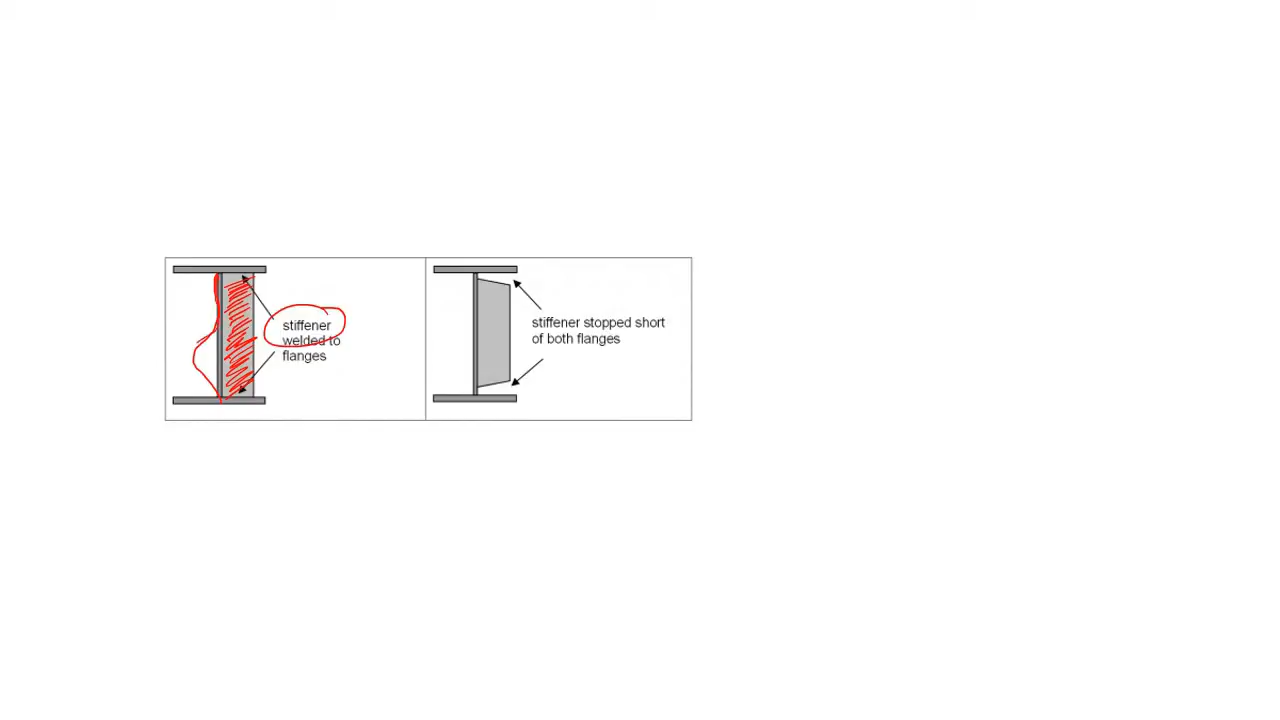 stiffener
welded to
flanges
stiffener stopped short
of both flanges